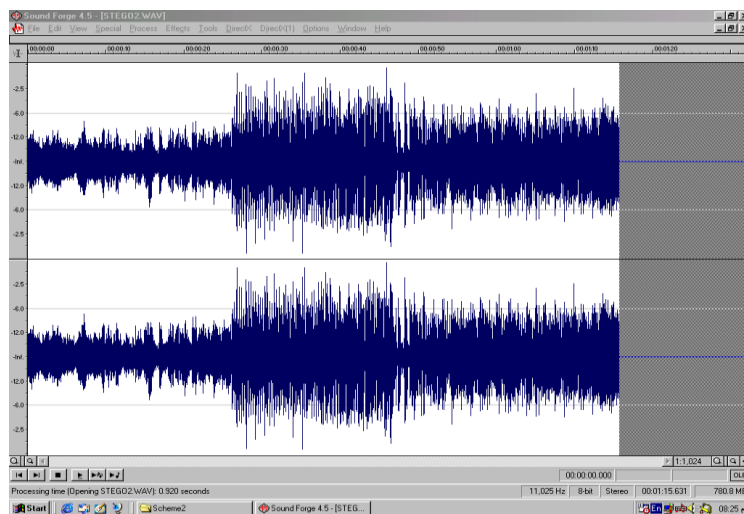 Sound Forge 4.5 - [STEGO2.WAV]
File Edit View Special Process Effects Tools DirectX DirectX(1) Options Window Help
,00:00:00 ,00:00:10 ,00:00:20 ,00:00:30 ,00:00:40 ,00:00:50 ,00:01:00 ,00:01:10 ,00:01:20
-2.5
-6.0
-12.0
-Inf.
-12.0
-6.0
-2.5
-2.5
-6.0
-12.0
-Inf.
-12.0
-6.0
-2.5
1:1,024
00:00:00.000
Processing time (Opening STEGO2.WAV): 0.920 seconds 11,025 Hz 8-bit Stereo 00:01:15.631 780.8 MB
Start Scheme2 Sound Forge 4.5 - [STEG... En 08:25